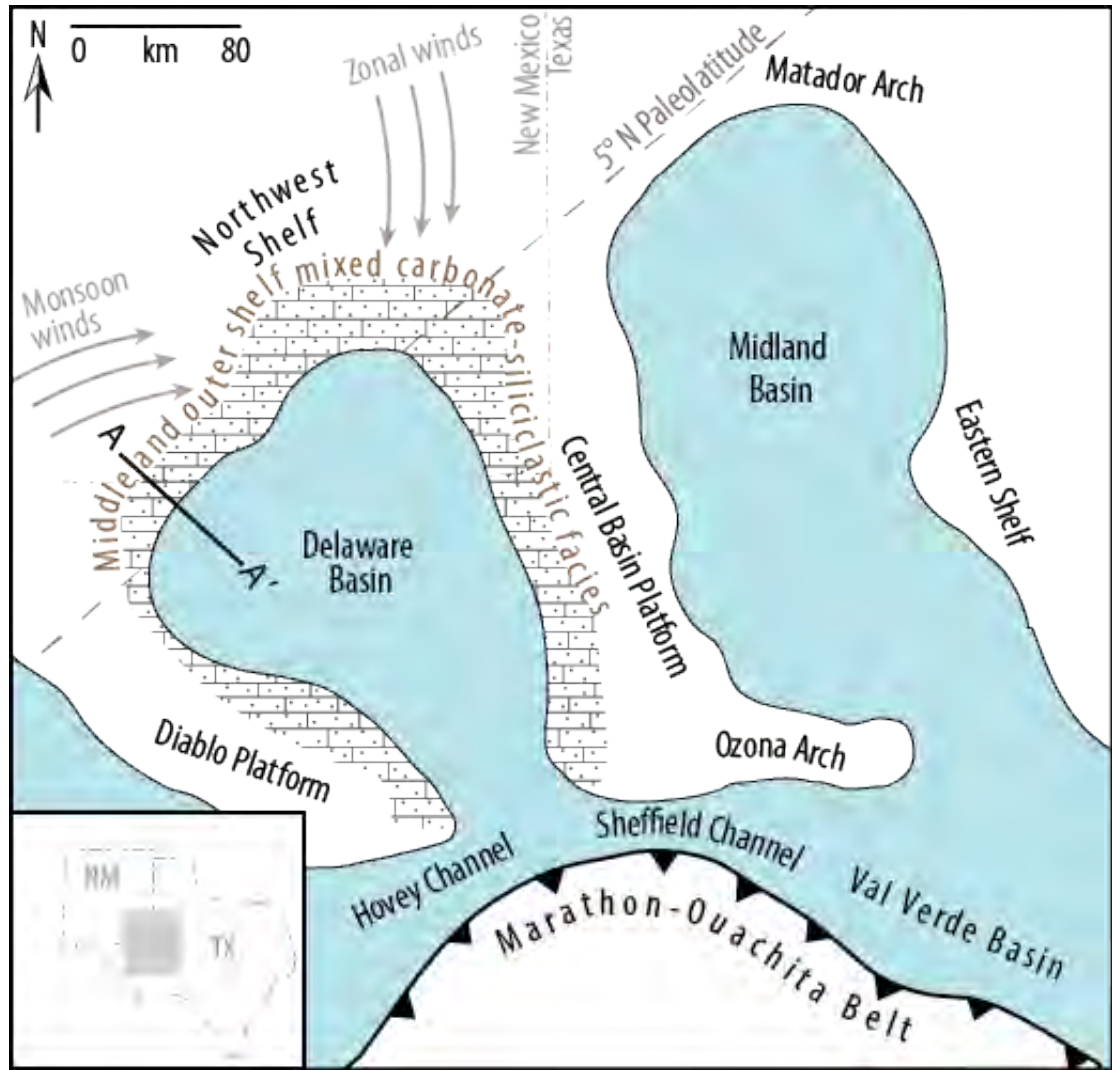 N
0 km 80
Zonal winds
New Mexico
Texas
5° N Paleolatitude
Matador Arch
Northwest
Shelf
Monsoon
winds
Middle and outer shelf mixed carbonate-siliciclastic facies
Midland
Basin
A
A'
Delaware
Basin
Central Basin Platform
Eastern Shelf
Diablo Platform
Ozona Arch
Hovey Channel
Sheffield Channel
Val Verde Basin
Marathon-Ouachita Belt
NM
TX